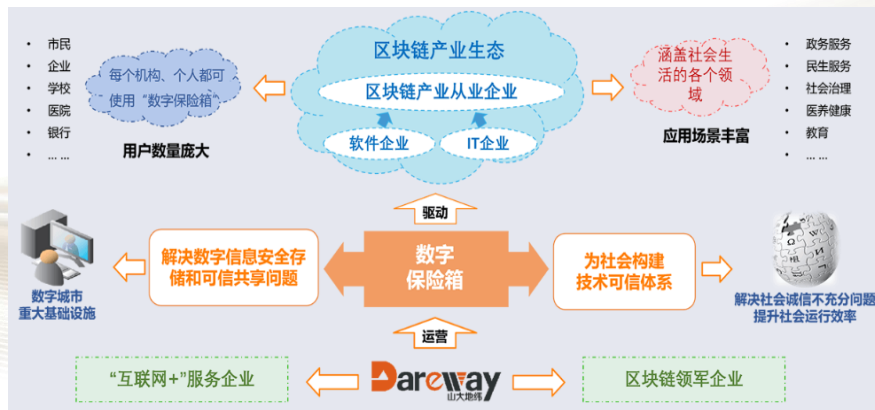 • 市民
• 企业
• 学校
• 医院
• 银行
• ... ...
每个机构、个人都可
使用“数字保险箱”
用户数量庞大
区块链产业生态
区块链产业从业企业
软件企业
IT企业
涵盖社会生
活的各个领
域
应用场景丰富
• 政务服务
• 民生服务
• 社会治理
• 医养健康
• 教育
• ... ...
驱动
数字城市
重大基础设施
解决数字信息安全存
储和可信共享问题
数字
保险箱
为社会构建
技术可信体系
解决社会诚信不充分问题
提升社会运行效率
运营
“互联网+”服务企业
Dareway
山大地纬
区块链领军企业